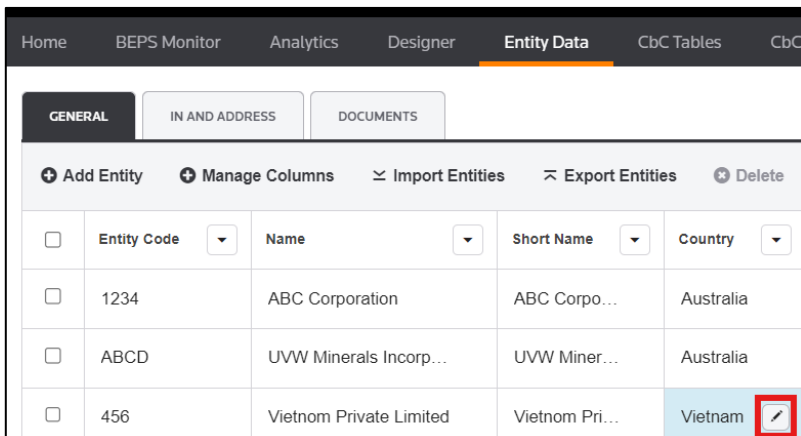 Home BEPS Monitor Analytics Designer Entity Data CbC Tables CbC
GENERAL IN AND ADDRESS DOCUMENTS
Add Entity Manage Columns Import Entities Export Entities Delete
Entity Code Name Short Name Country
1234 ABC Corporation ABC Corpo... Australia
ABCD UVW Minerals Incorp... UVW Miner... Australia
456 Vietnom Private Limited Vietnom Pri... Vietnam